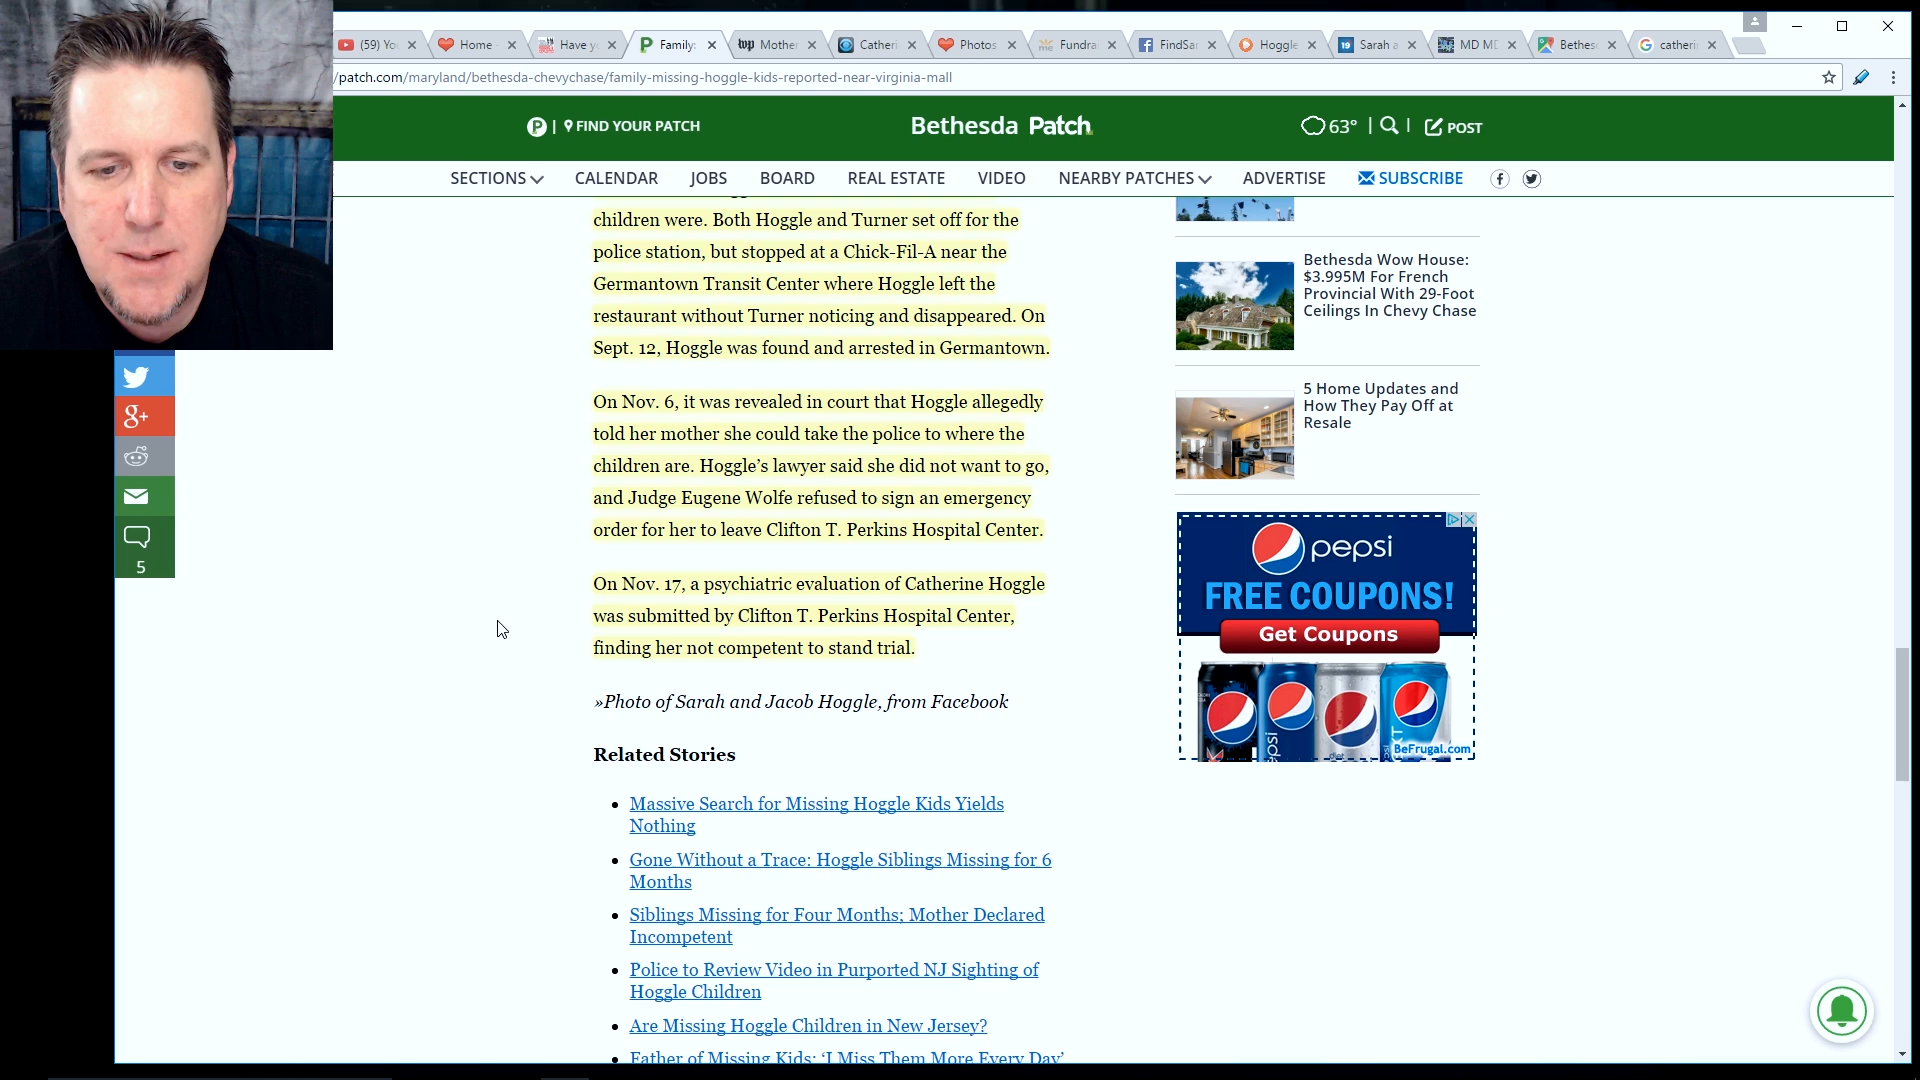 (59) Yo
Home
Have y
Family:
Mothe
Catheri
Photos
Fundra
FindSa
Hoggle
Sarah a
MD MD
Bethes
catheri
/patch.com/maryland/bethesda-chevychase/family-missing-hoggle-kids-reported-near-virginia-mall
FIND YOUR PATCH
Bethesda Patch
63°
POST
SECTIONS CALENDAR JOBS BOARD REAL ESTATE VIDEO NEARBY PATCHES ADVERTISE SUBSCRIBE
children were. Both Hoggle and Turner set off for the
police station, but stopped at a Chick-Fil-A near the
Germantown Transit Center where Hoggle left the
restaurant without Turner noticing and disappeared. On
Sept. 12, Hoggle was found and arrested in Germantown.
On Nov. 6, it was revealed in court that Hoggle allegedly
told her mother she could take the police to where the
children are. Hoggle’s lawyer said she did not want to go,
and Judge Eugene Wolfe refused to sign an emergency
order for her to leave Clifton T. Perkins Hospital Center.
On Nov. 17, a psychiatric evaluation of Catherine Hoggle
was submitted by Clifton T. Perkins Hospital Center,
finding her not competent to stand trial.
»Photo of Sarah and Jacob Hoggle, from Facebook
Related Stories
Massive Search for Missing Hoggle Kids Yields
Nothing
Gone Without a Trace: Hoggle Siblings Missing for 6
Months
Siblings Missing for Four Months; Mother Declared
Incompetent
Police to Review Video in Purported NJ Sighting of
Hoggle Children
Are Missing Hoggle Children in New Jersey?
Father of Missing Kids: ‘I Miss Them More Every Day’
g+
5
Bethesda Wow House:
$3.995M For French
Provincial With 29-Foot
Ceilings In Chevy Chase
5 Home Updates and
How They Pay Off at
Resale
pepsi
FREE COUPONS!
Get Coupons
BeFrugal.com